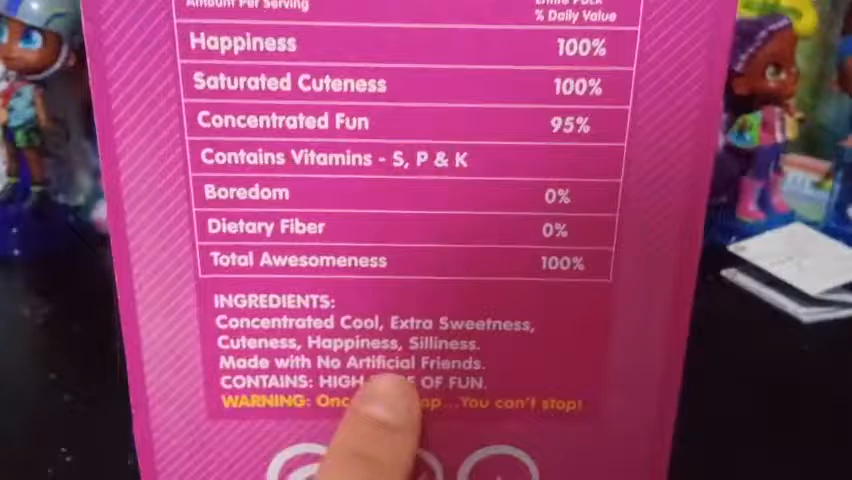 Amount Per Serving
Entire Pack
% Daily Value
Happiness 100%
Saturated Cuteness 100%
Concentrated Fun 95%
Contains Vitamins - S, P & K
Boredom 0%
Dietary Fiber 0%
Total Awesomeness 100%
INGREDIENTS:
Concentrated Cool, Extra Sweetness,
Cuteness, Happiness, Silliness.
Made with No Artificial Friends.
CONTAINS: HIGH OF FUN.
WARNING: You can't stop!